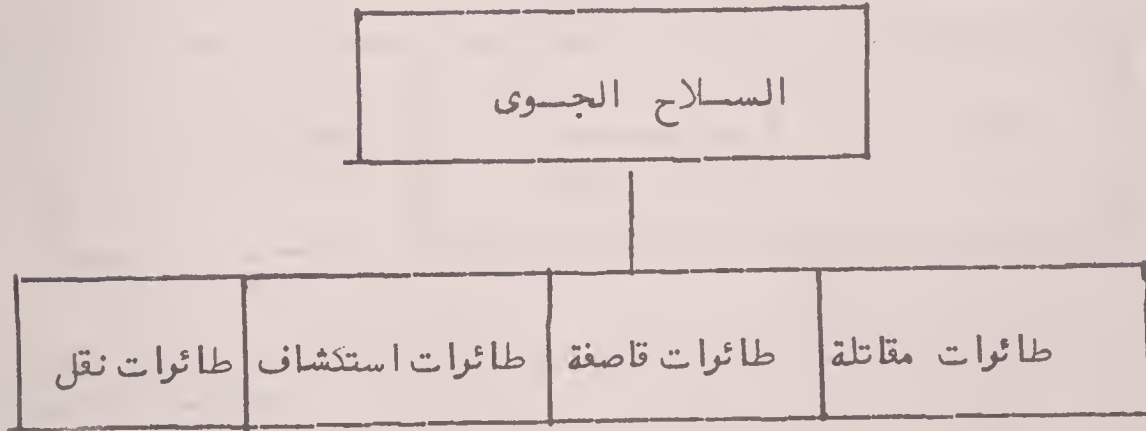 السلاح الجوى
طائرات مقاتلة
طائرات قاصفة
طائرات استكشاف
طائرات نقل